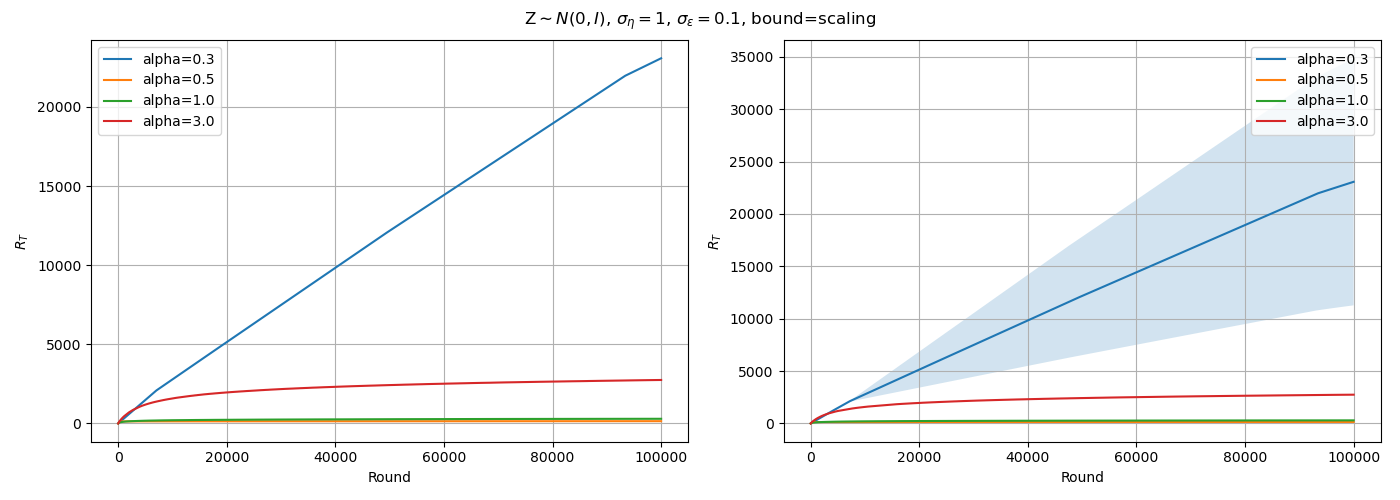 Z ~ N(0, I), σ_η = 1, σ_ε = 0.1, bound=scaling
alpha=0.3
alpha=0.5
alpha=1.0
alpha=3.0
20000
15000
10000
5000
0
R_T
0
20000
40000
60000
80000
100000
Round
alpha=0.3
alpha=0.5
alpha=1.0
alpha=3.0
35000
30000
25000
20000
15000
10000
5000
0
R_T
0
20000
40000
60000
80000
100000
Round